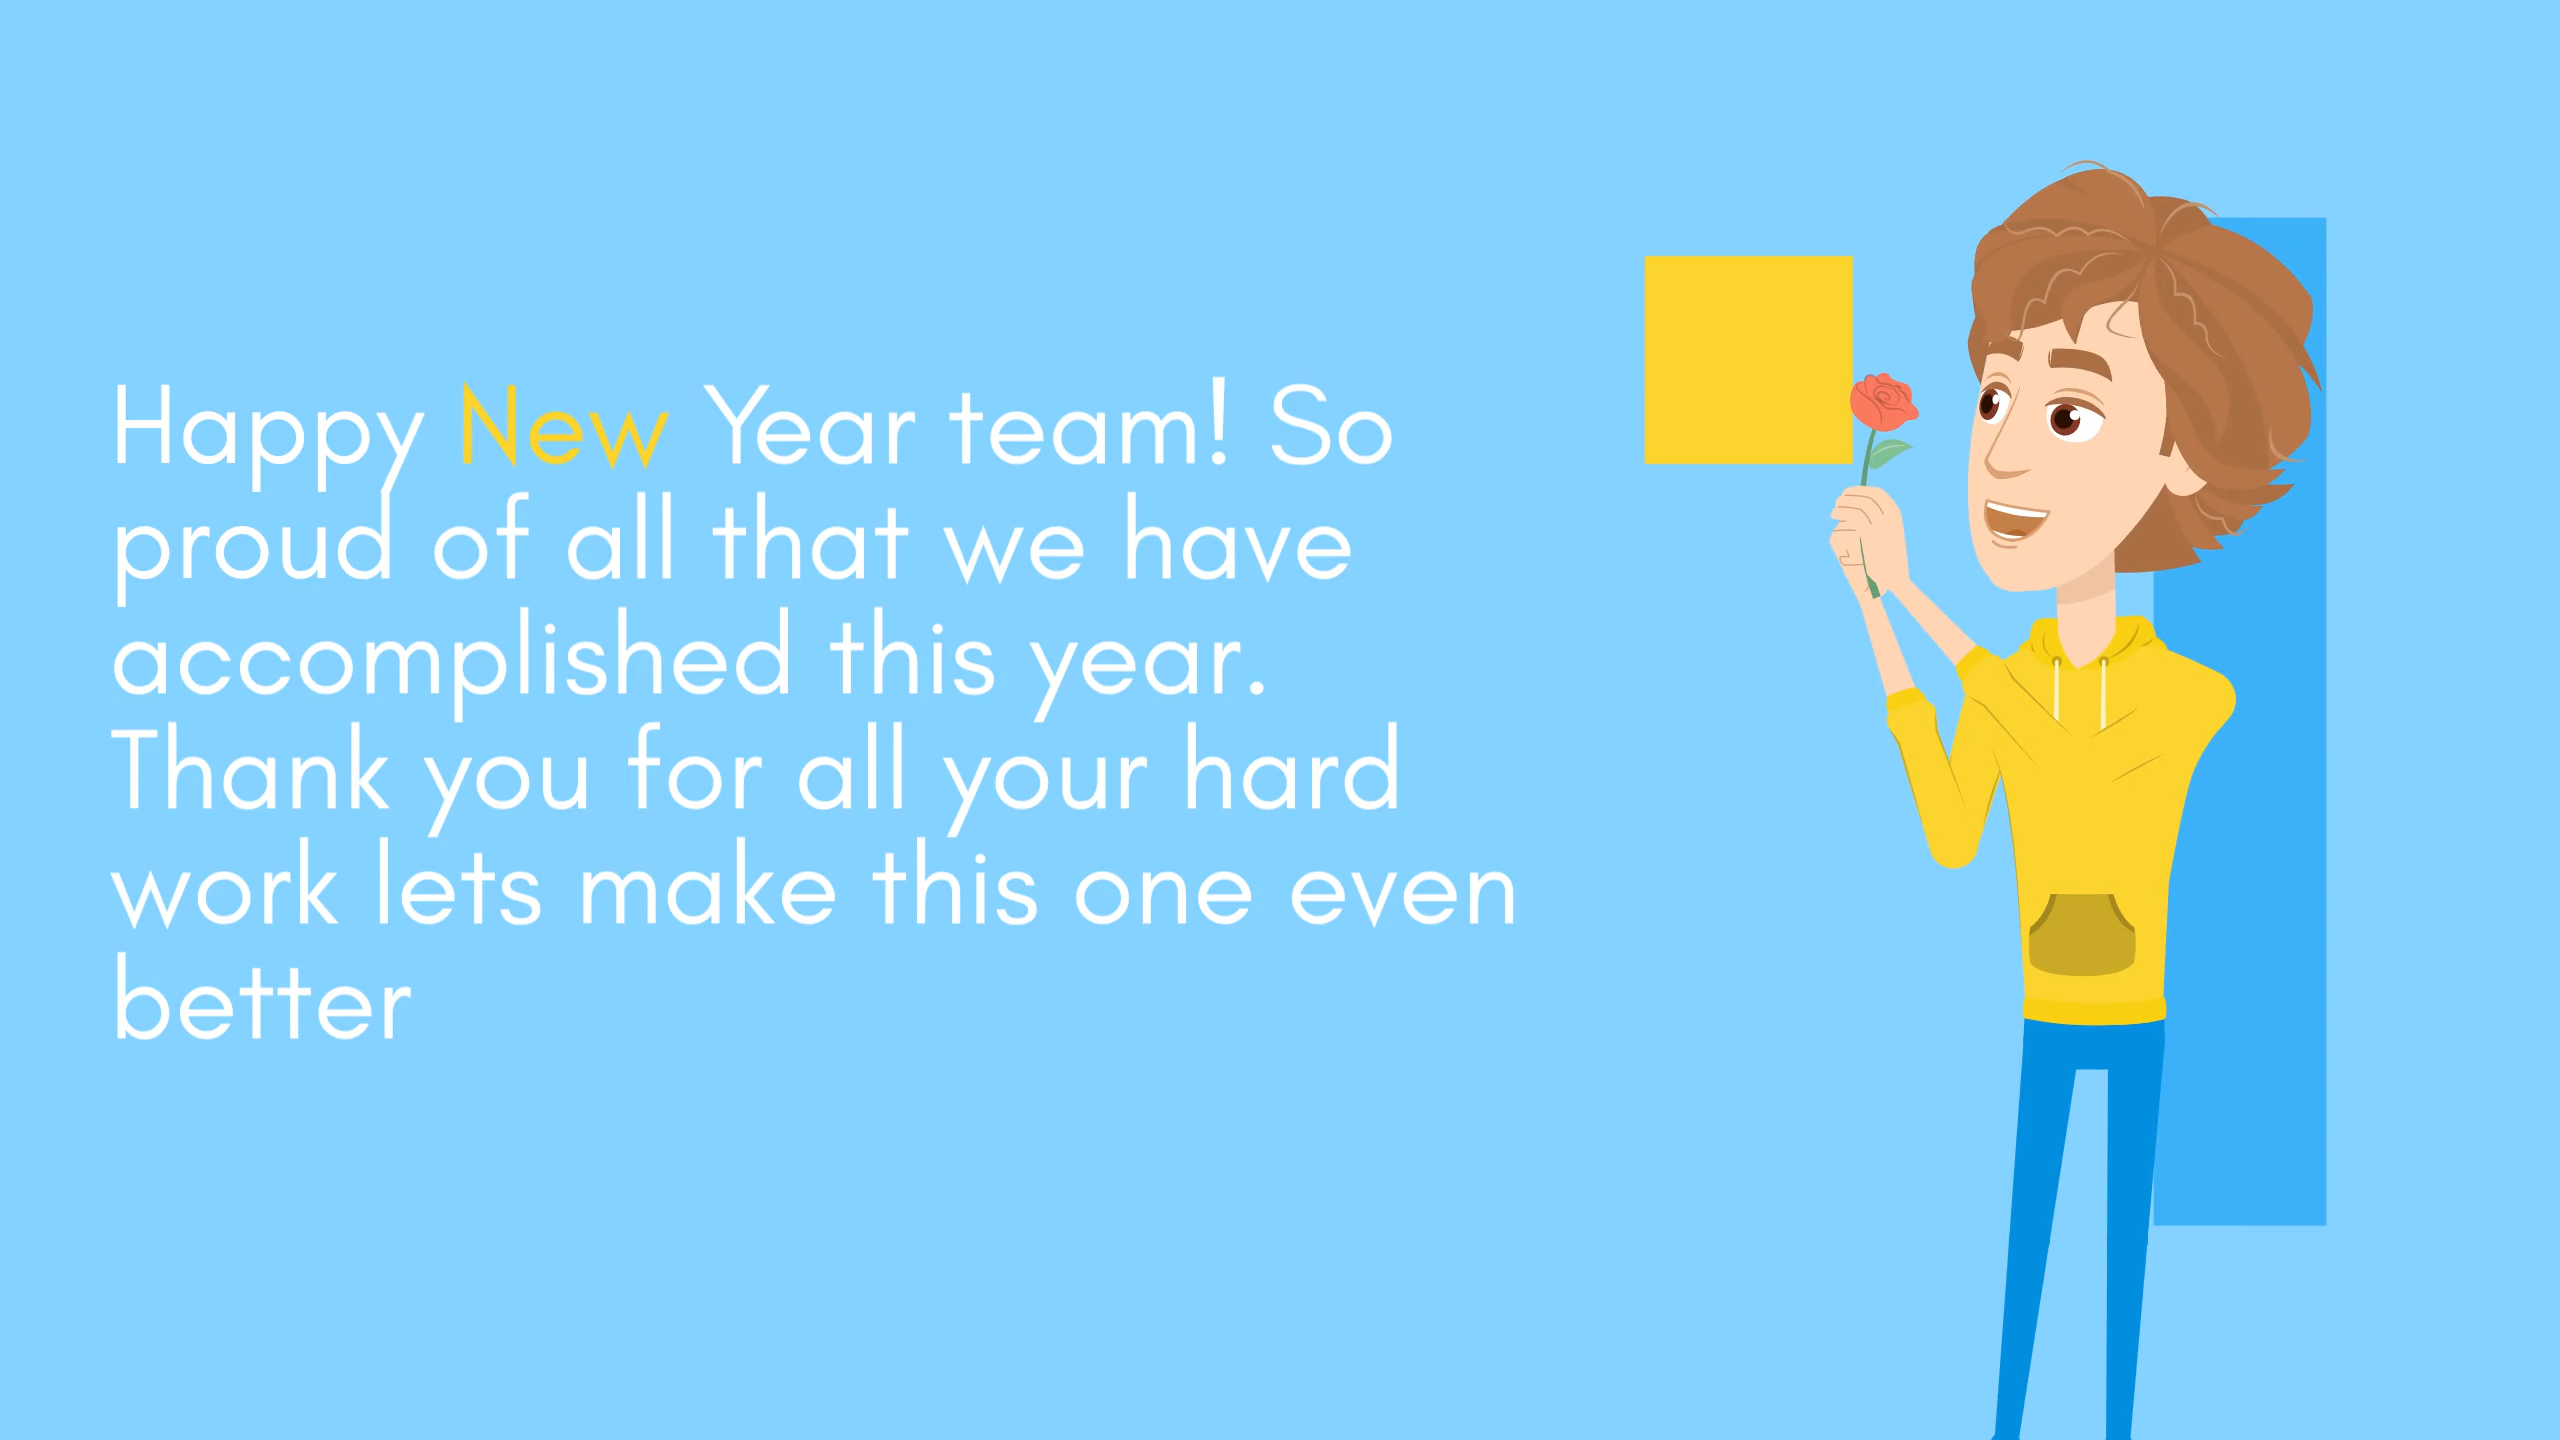 Happy New Year team! So
proud of all that we have
accomplished this year.
Thank you for all your hard
work lets make this one even
better